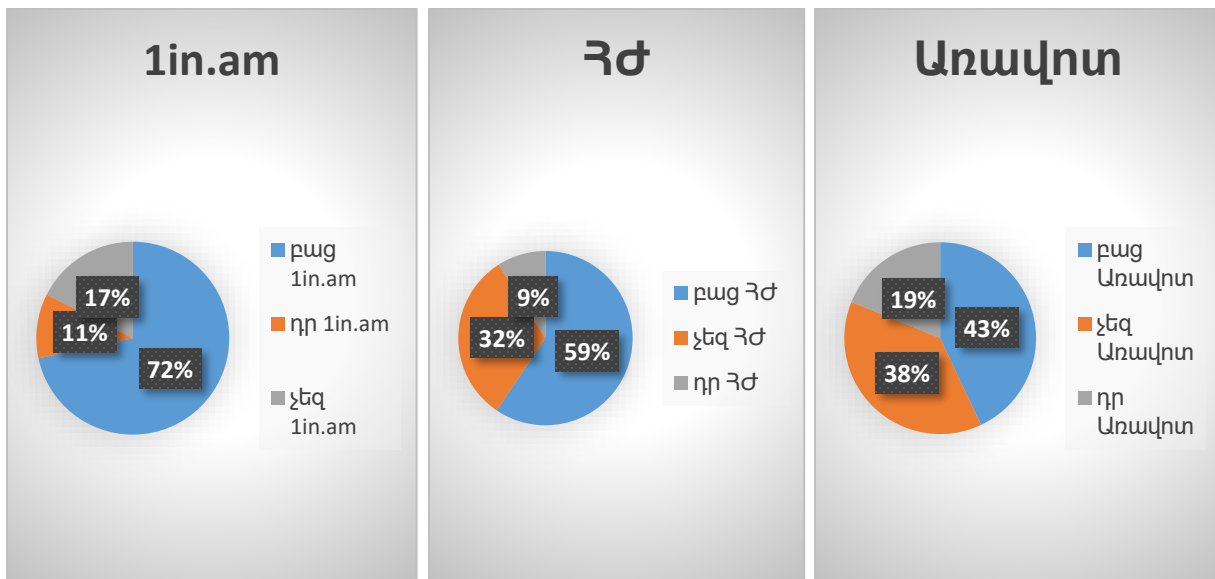 1in.am
17%
11%
72%
բաց
1in.am
դր 1in.am
չեզ
1in.am
ՀԺ
9%
32%
59%
բաց ՀԺ
չեզ ՀԺ
դր ՀԺ
Առավոտ
19%
43%
38%
բաց
Առավոտ
չեզ
Առավոտ
դր
Առավոտ